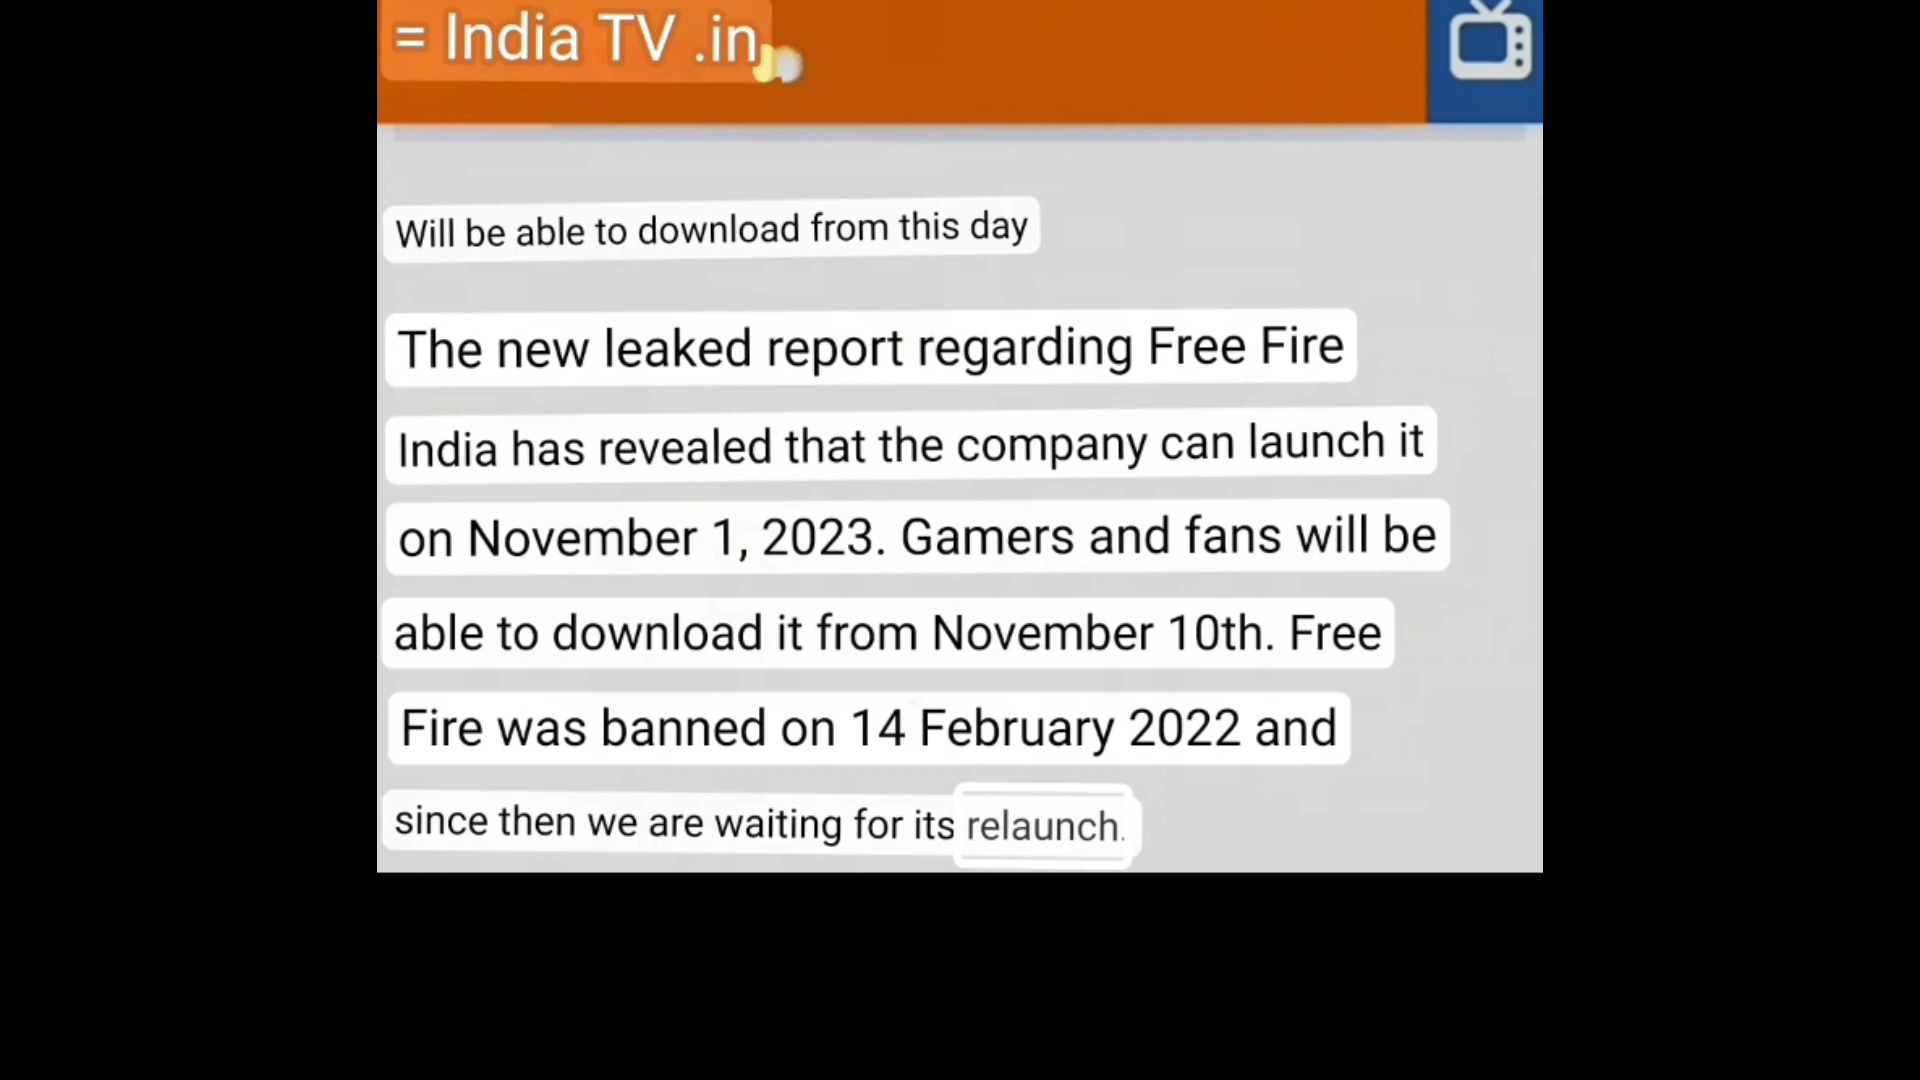 = India TV .in
Will be able to download from this day
The new leaked report regarding Free Fire
India has revealed that the company can launch it
on November 1, 2023. Gamers and fans will be
able to download it from November 10th. Free
Fire was banned on 14 February 2022 and
since then we are waiting for its relaunch.